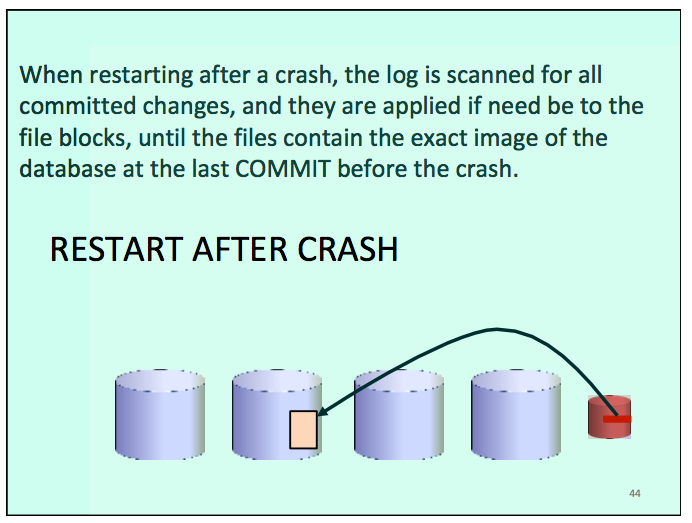 When restarting after a crash, the log is scanned for all
committed changes, and they are applied if need be to the
file blocks, until the files contain the exact image of the
database at the last COMMIT before the crash.
RESTART AFTER CRASH
44